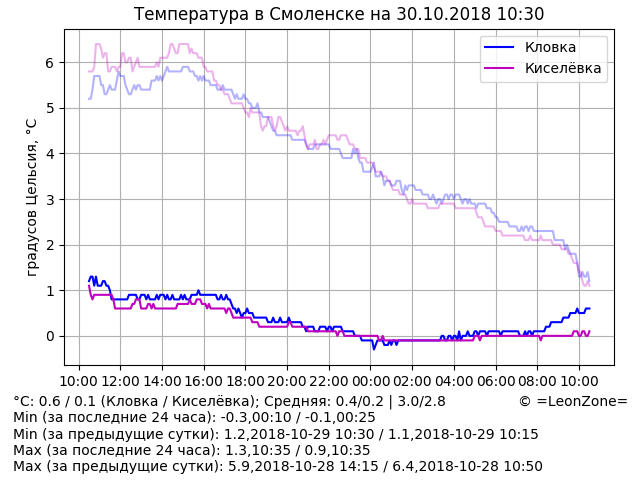 Температура в Смоленске на 30.10.2018 10:30
Кловка
Киселёвка
градусов Цельсия, °C
6
5
4
3
2
1
0
10:00 12:00 14:00 16:00 18:00 20:00 22:00 00:00 02:00 04:00 06:00 08:00 10:00
°C: 0.6 / 0.1 (Кловка / Киселёвка); Средняя: 0.4/0.2 | 3.0/2.8 © =LeonZone=
Min (за последние 24 часа): -0.3,00:10 / -0.1,00:25
Min (за предыдущие сутки): 1.2,2018-10-29 10:30 / 1.1,2018-10-29 10:15
Max (за последние 24 часа): 1.3,10:35 / 0.9,10:35
Max (за предыдущие сутки): 5.9,2018-10-28 14:15 / 6.4,2018-10-28 10:50